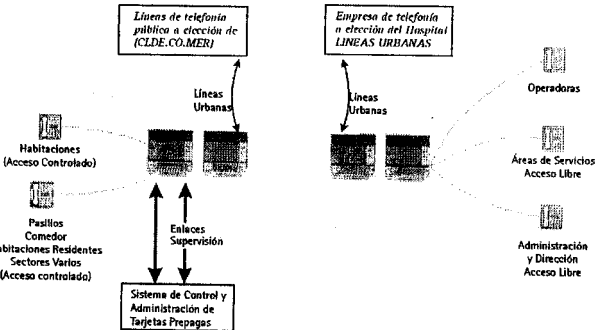 Líneas de telefonía
pública a elección de
(CLDE.CO.MER)
Empresa de telefonía
a elección del Hospital
LINEAS URBANAS
Líneas
Urbanas
Líneas
Urbanas
Operadoras
Habitaciones
(Acceso Controlado)
Áreas de Servicios
Acceso Libre
Pasillos
Comedor
abitaciones Residentes
Sectores Varios
(Acceso controlado)
Enlaces
Supervisión
Administración
y Dirección
Acceso Libre
Sistema de Control y
Administración de
Tarjetas Prepagas